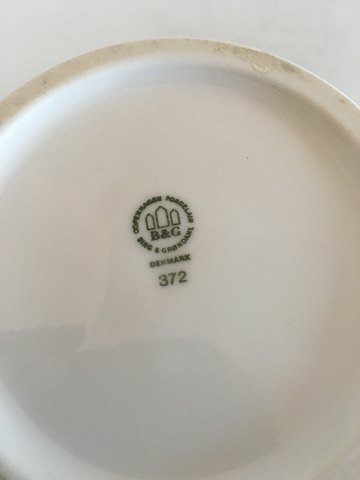 COPENHAGEN PORCELAIN
B&G
BING & GRØNDAHL
DENMARK
372